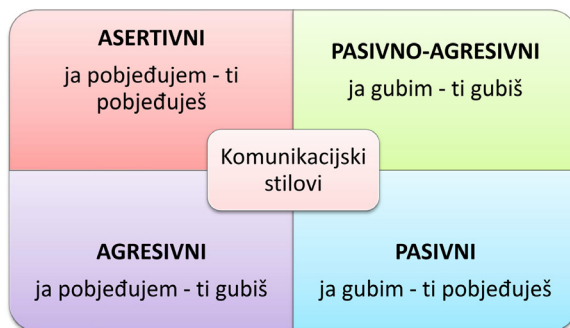 ASERTIVNI
ja pobjeđujem - ti
pobjeđuješ
PASIVNO-AGRESIVNI
ja gubim - ti gubiš
Komunikacijski
stilovi
AGRESIVNI
ja pobjeđujem - ti gubiš
PASIVNI
ja gubim - ti pobjeđuješ